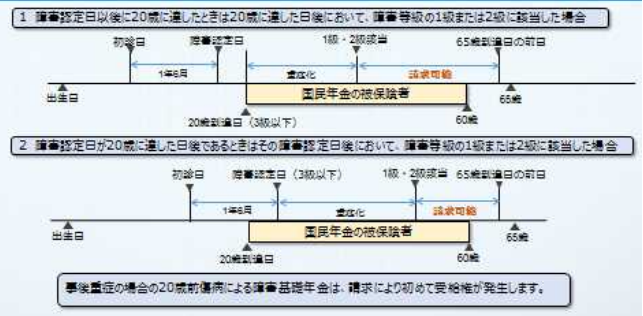 1 障害認定日以後に20歳に達したときは20歳に達した日後において、障害等級の1級または2級に該当した場合
初診日 障害認定日 1級・2級該当 65歳到達日の前日
1年6月 重症化 請求可能
出生日 国民年金の被保険者 65歳
20歳到達日(3級以下) 60歳
2 障害認定日が20歳に達した日後であるときはその障害認定日後において、障害等級の1級または2級に該当した場合
初診日 障害認定日(3級以下) 1級・2級該当 65歳到達日の前日
1年6月 重症化 請求可能
出生日 国民年金の被保険者 65歳
20歳到達日 60歳
事後重症の場合の20歳前傷病による障害基礎年金は、請求により初めて受給権が発生します。